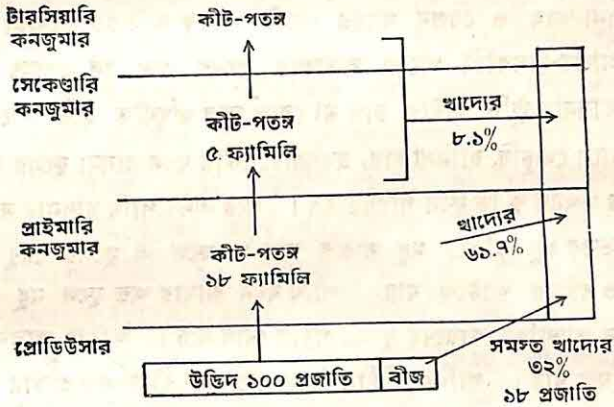 টারসিয়ারি
কনজুমার
কীট-পতঙ্গ
সেকেণ্ডারি
কনজুমার
খাদ্যের
৮.১%
কীট-পতঙ্গ
৫ ফ্যামিলি
প্রাইমারি
কনজুমার
খাদ্যের
৬১.৭%
কীট-পতঙ্গ
১৮ ফ্যামিলি
প্রোডিউসার
উদ্ভিদ ১০০ প্রজাতি
বীজ
সমস্ত খাদ্যের
৩২%
১৮ প্রজাতি